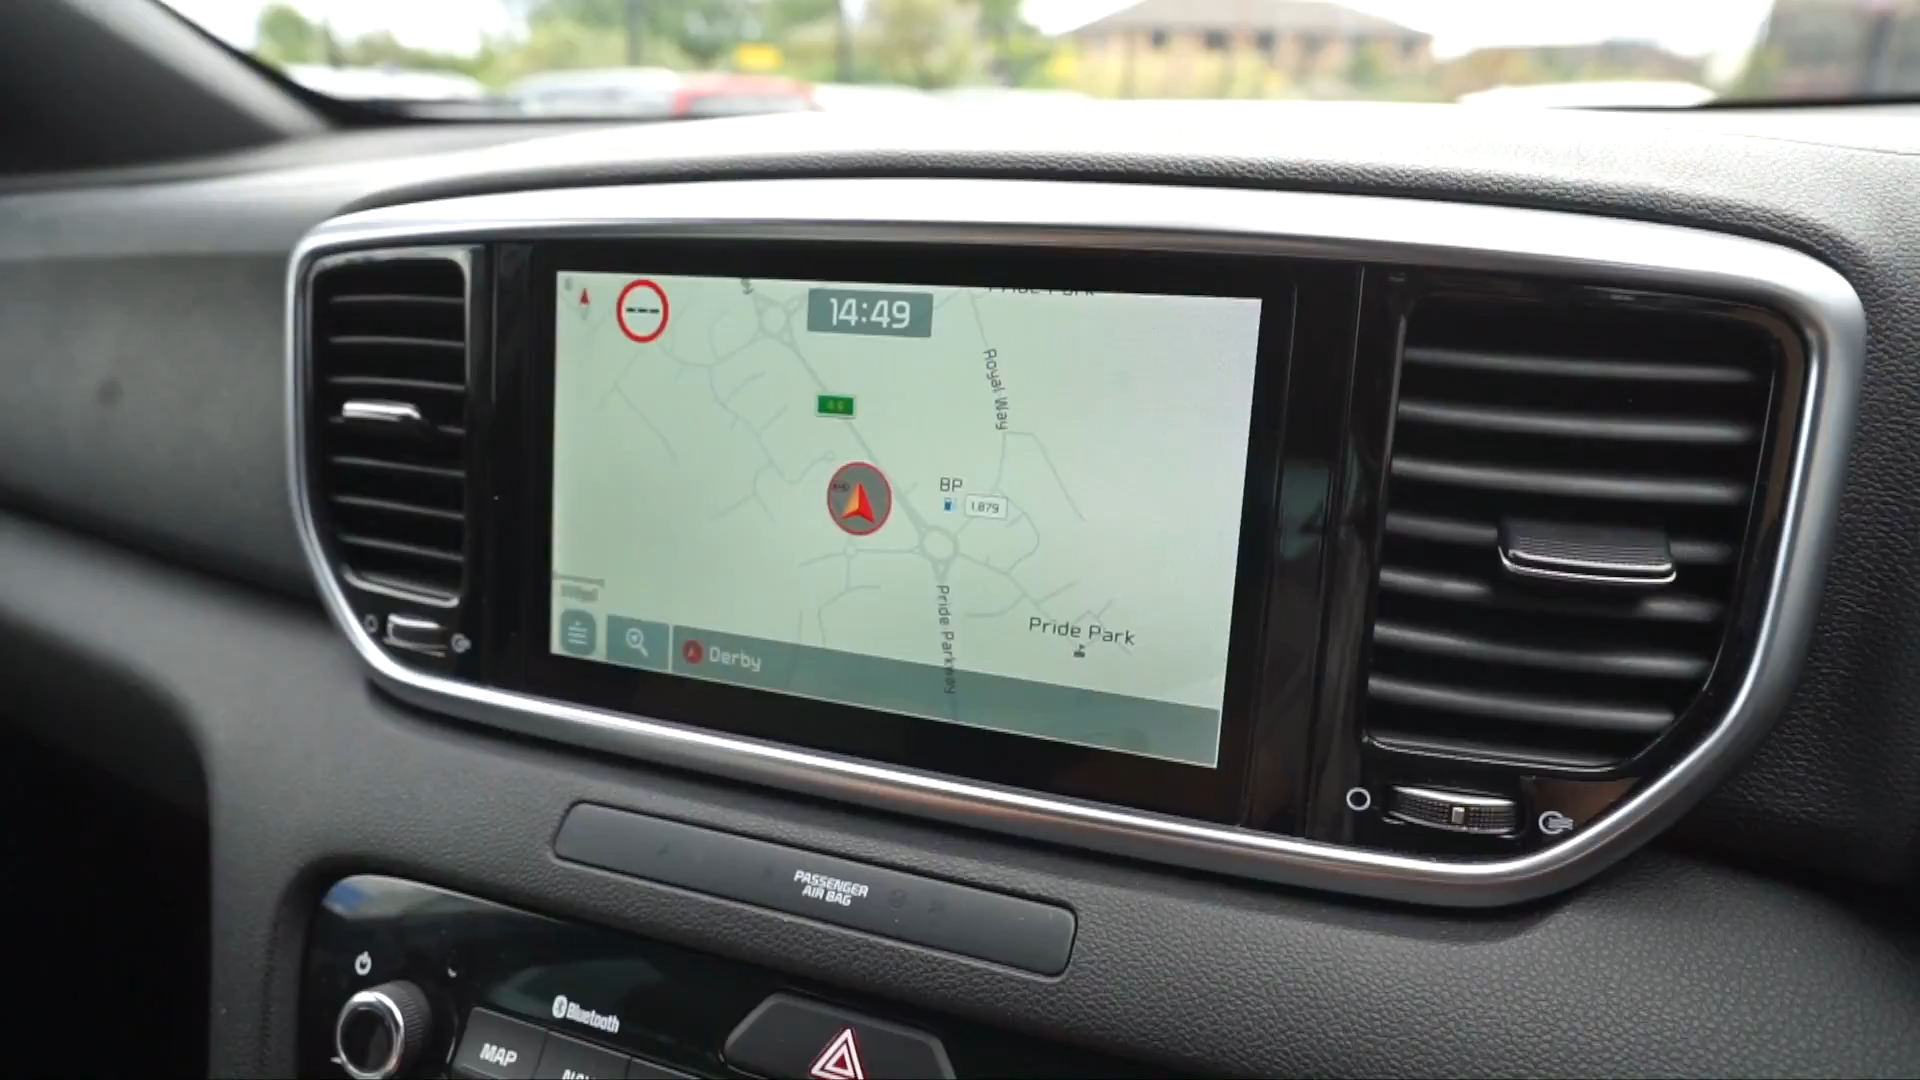 14:49
Royal Way
BP
1.879
Pride Park
Pride Parkway
Derby
PASSENGER
AIR BAG
Bluetooth
MAP